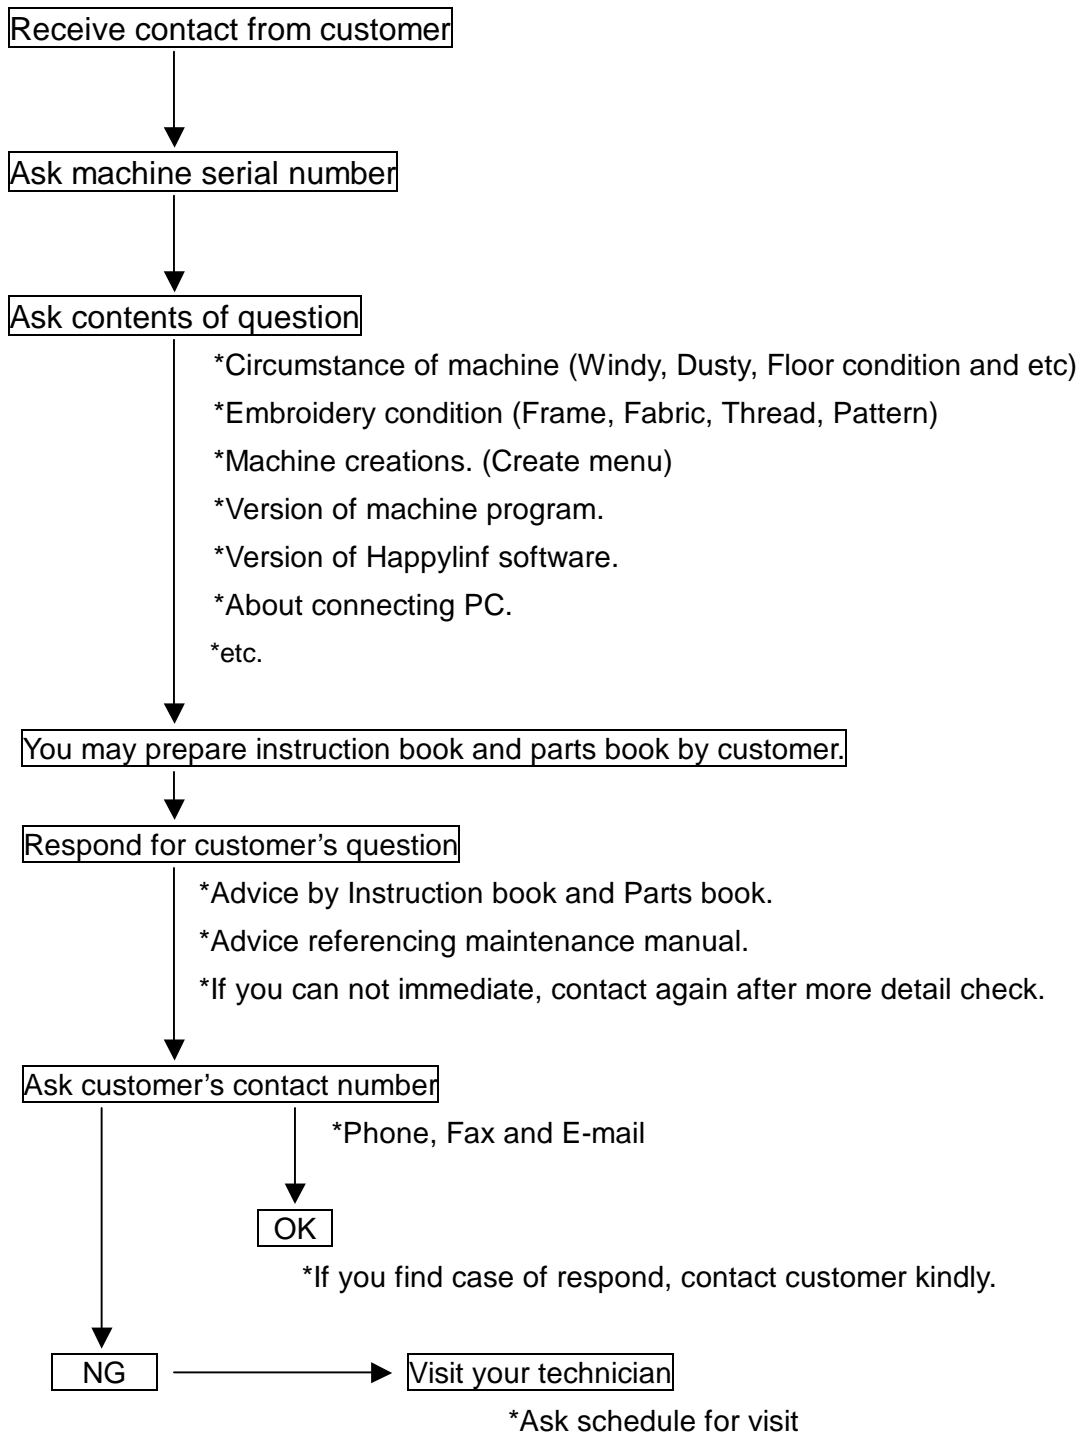 Receive contact from customer
Ask machine serial number
Ask contents of question
*Circumstance of machine (Windy, Dusty, Floor condition and etc)
*Embroidery condition (Frame, Fabric, Thread, Pattern)
*Machine creations. (Create menu)
*Version of machine program.
*Version of Happylinf software.
*About connecting PC.
*etc.
You may prepare instruction book and parts book by customer.
Respond for customer’s question
*Advice by Instruction book and Parts book.
*Advice referencing maintenance manual.
*If you can not immediate, contact again after more detail check.
Ask customer’s contact number
*Phone, Fax and E-mail
OK
*If you find case of respond, contact customer kindly.
NG
Visit your technician
*Ask schedule for visit